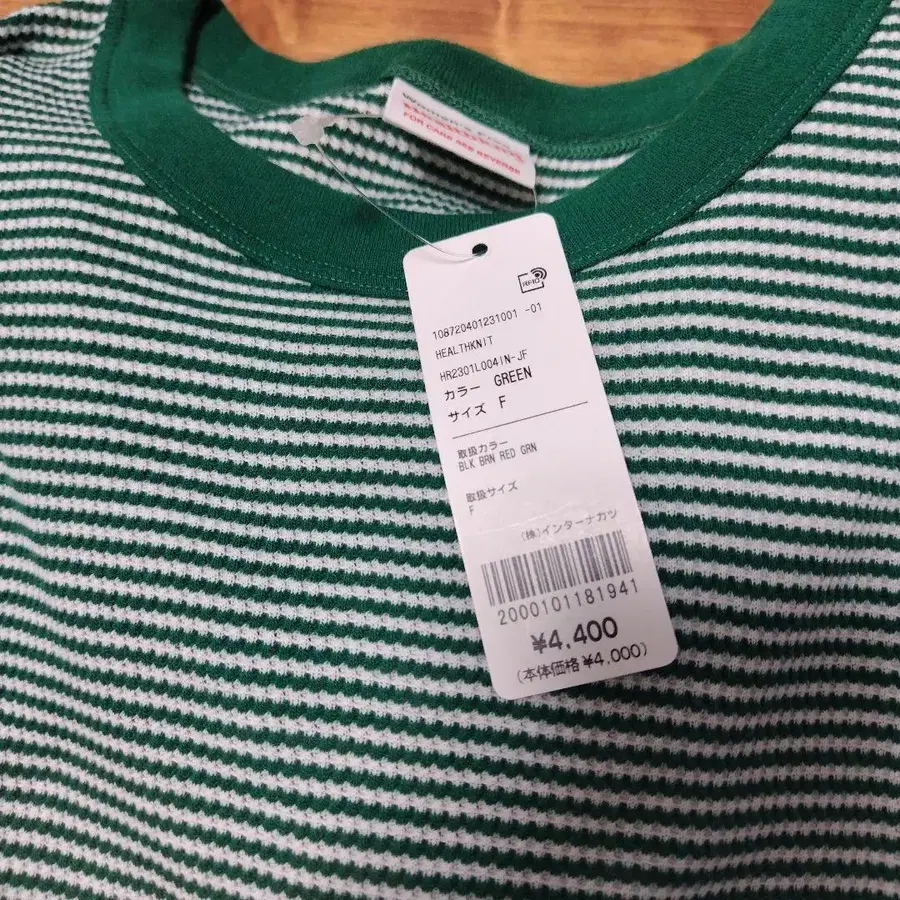 FOR CARE SEE REVERSE
RFID
108720401231001 -01
HEALTHKNIT
HR2301L004IN-JF
カラー GREEN
サイズ F
取扱カラー
BLK BRN RED GRN
取扱サイズ
F
(株)インターナカツ
2000101181941
¥4,400
(本体価格¥4,000)